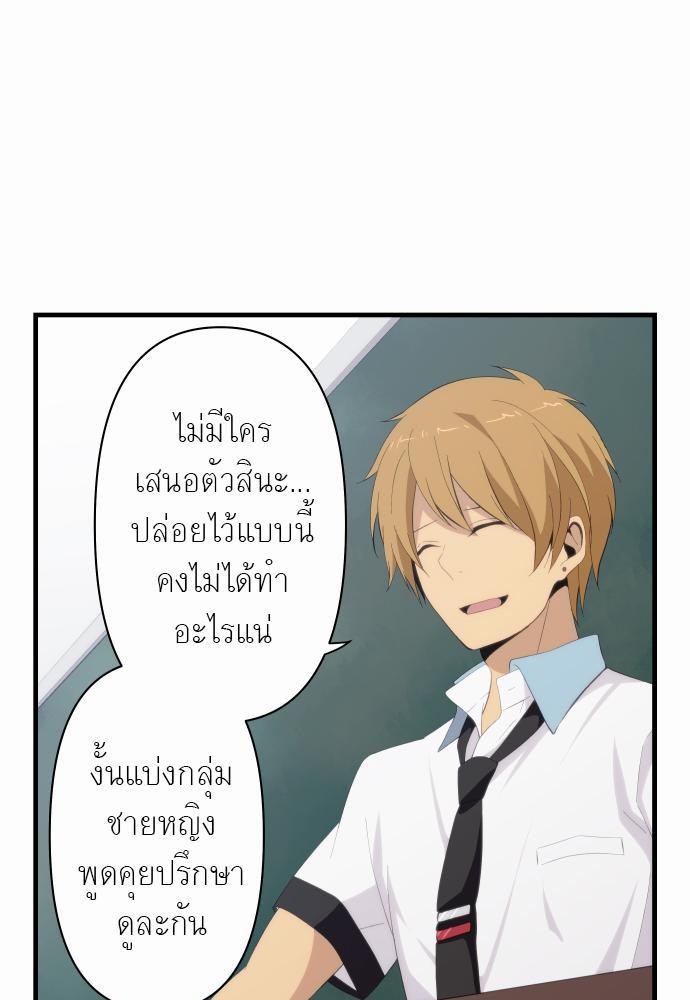 ไม่มีใคร
เสนอตัวสินะ...
ปล่อยไว้แบบนี้
คงไม่ได้ทำ
อะไรแน่
งั้นแบ่งกลุ่ม
ชายหญิง
พูดคุยปรึกษา
ดูละกัน